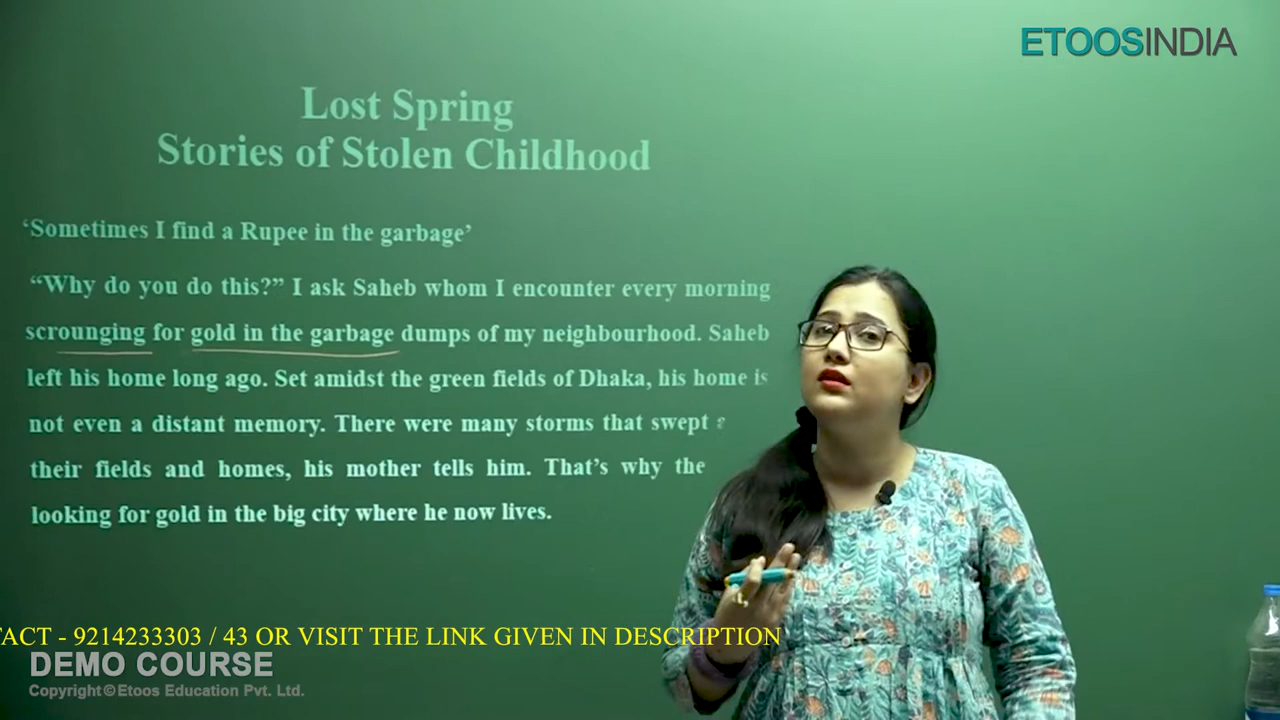 ETOOSINDIA
Lost Spring
Stories of Stolen Childhood
‘Sometimes I find a Rupee in the garbage’
“Why do you do this?” I ask Saheb whom I encounter every morning
scrounging for gold in the garbage dumps of my neighbourhood. Saheb
left his home long ago. Set amidst the green fields of Dhaka, his home is
not even a distant memory. There were many storms that swept
their fields and homes, his mother tells him. That’s why the
looking for gold in the big city where he now lives.
TACT - 9214233303 / 43 OR VISIT THE LINK GIVEN IN DESCRIPTION
DEMO COURSE
Copyright © Etoos Education Pvt. Ltd.